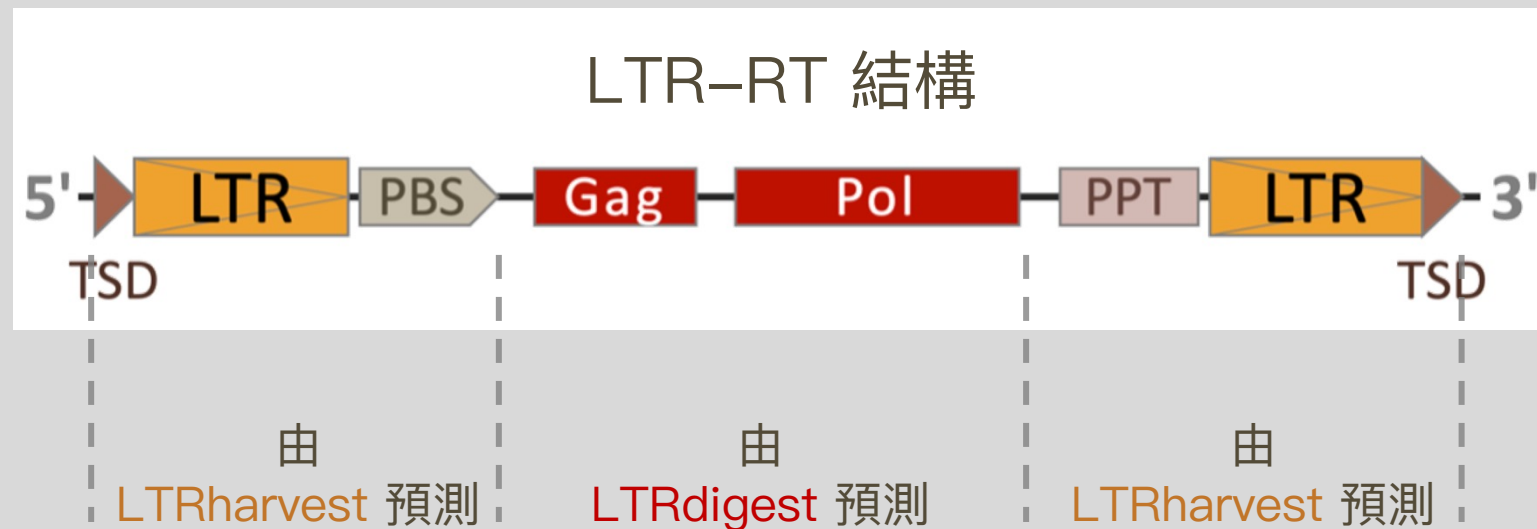 LTR–RT 結構
5' LTR PBS Gag Pol PPT LTR 3'
TSD TSD
由 由 由
LTRharvest 預測 LTRdigest 預測 LTRharvest 預測